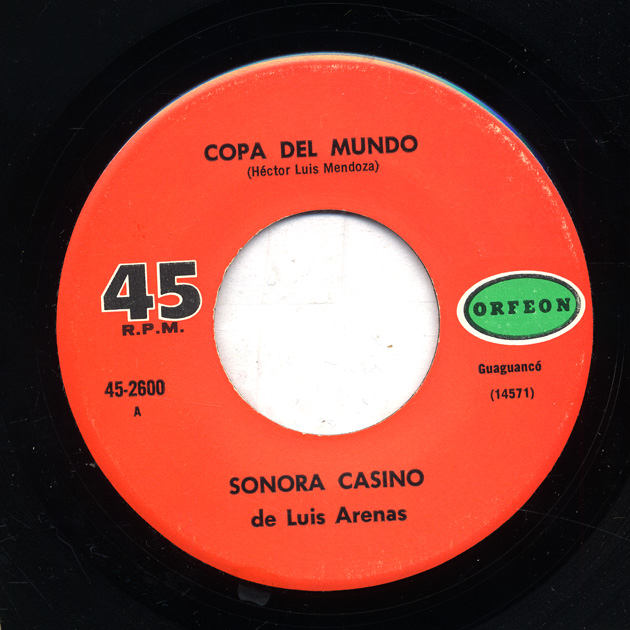 COPA DEL MUNDO
(Héctor Luis Mendoza)
45
R.P.M.
ORFEON
45-2600
A
Guaguancó
(14571)
SONORA CASINO
de Luis Arenas